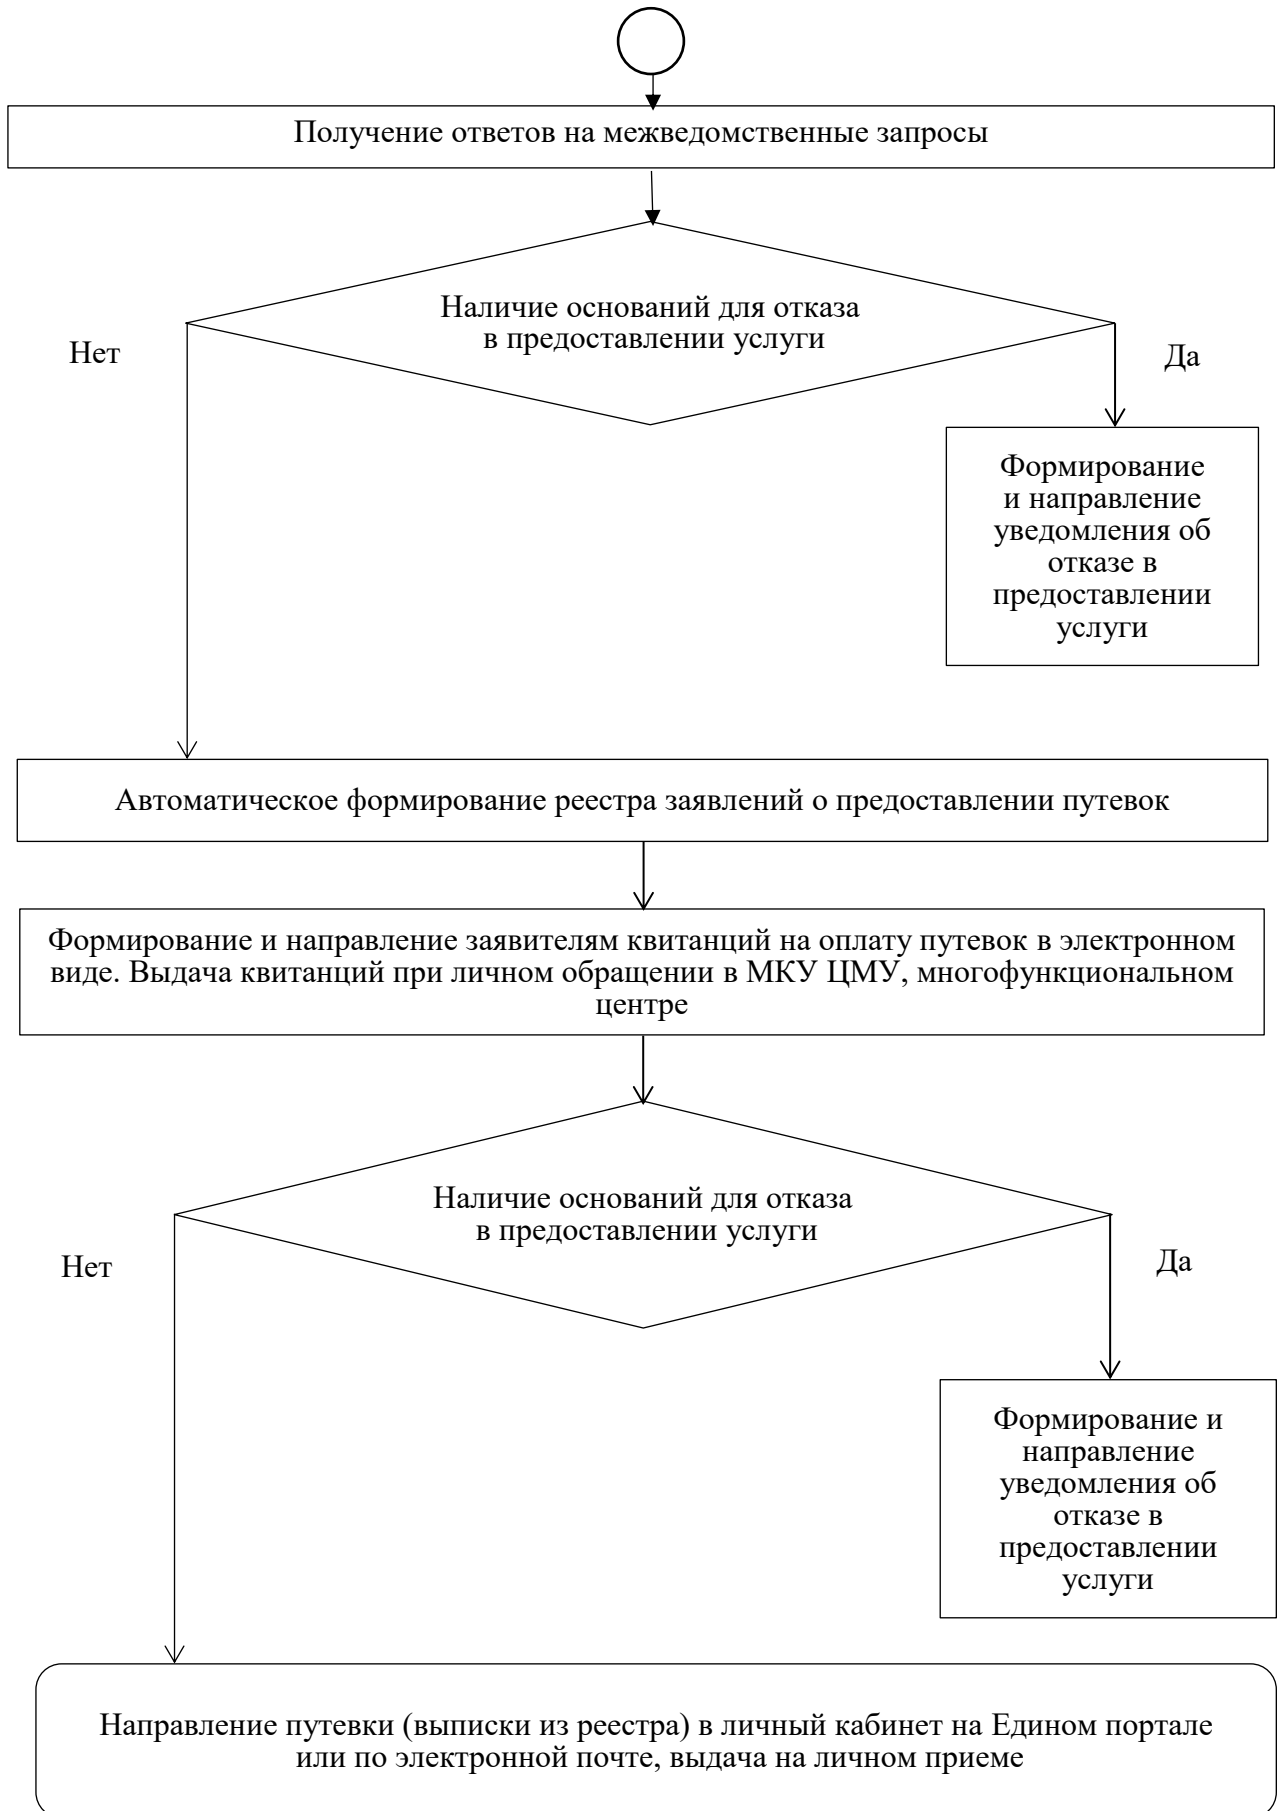 Получение ответов на межведомственные запросы
Наличие оснований для отказа
в предоставлении услуги
Нет
Да
Формирование
и направление
уведомления об
отказе в
предоставлении
услуги
Автоматическое формирование реестра заявлений о предоставлении путевок
Формирование и направление заявителям квитанций на оплату путевок в электронном
виде. Выдача квитанций при личном обращении в МКУ ЦМУ, многофункциональном
центре
Наличие оснований для отказа
в предоставлении услуги
Нет
Да
Формирование и
направление
уведомления об
отказе в
предоставлении
услуги
Направление путевки (выписки из реестра) в личный кабинет на Едином портале
или по электронной почте, выдача на личном приеме